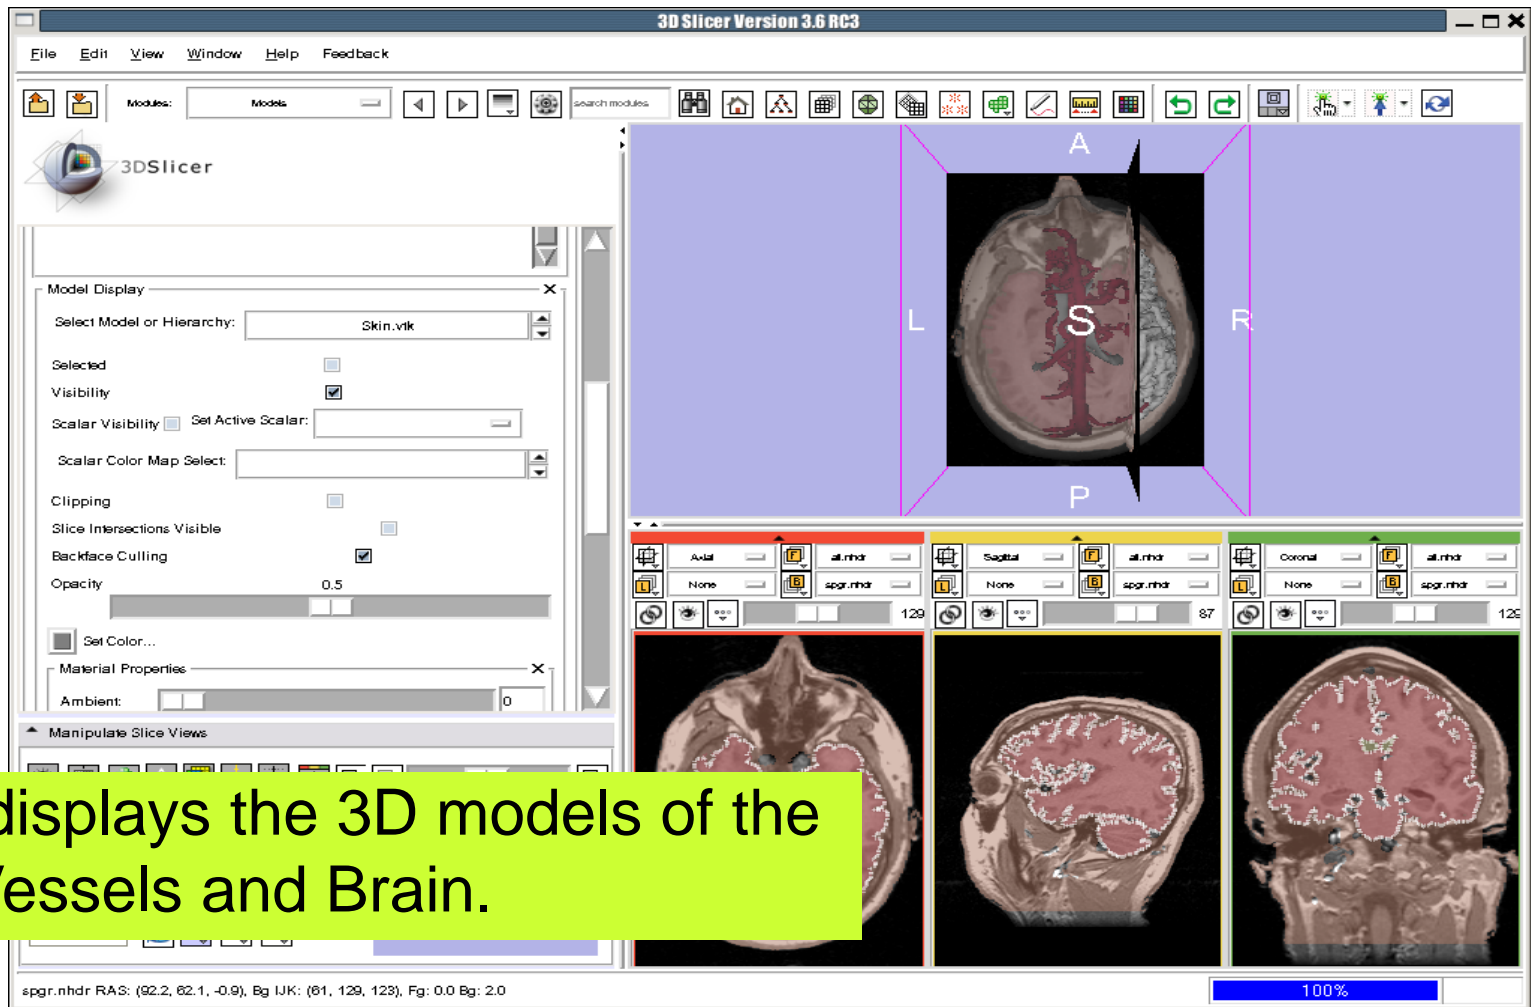 3D Slicer Version 3.6 RC3
File Edit View Window Help Feedback
Modules: Models search modules
3DSlicer
Model Display
Select Model or Hierarchy: Skin.vtk
Selected
Visibility
Scalar Visibility Set Active Scalar:
Scalar Color Map Select:
Clipping
Slice Intersections Visible
Backface Culling
Opacity 0.5
Set Color...
Material Properties
Ambient: 0
Manipulate Slice Views
A
L S R
P
Axial F all.nhdr Sagittal F all.nhdr Coronal F all.nhdr
L None B spgr.nhdr L None B spgr.nhdr L None B spgr.nhdr
129 87 129
displays the 3D models of the
Vessels and Brain.
spgr.nhdr RAS: (92.2, 62.1, -0.9), Bg IJK: (61, 129, 123), Fg: 0.0 Bg: 2.0 100%